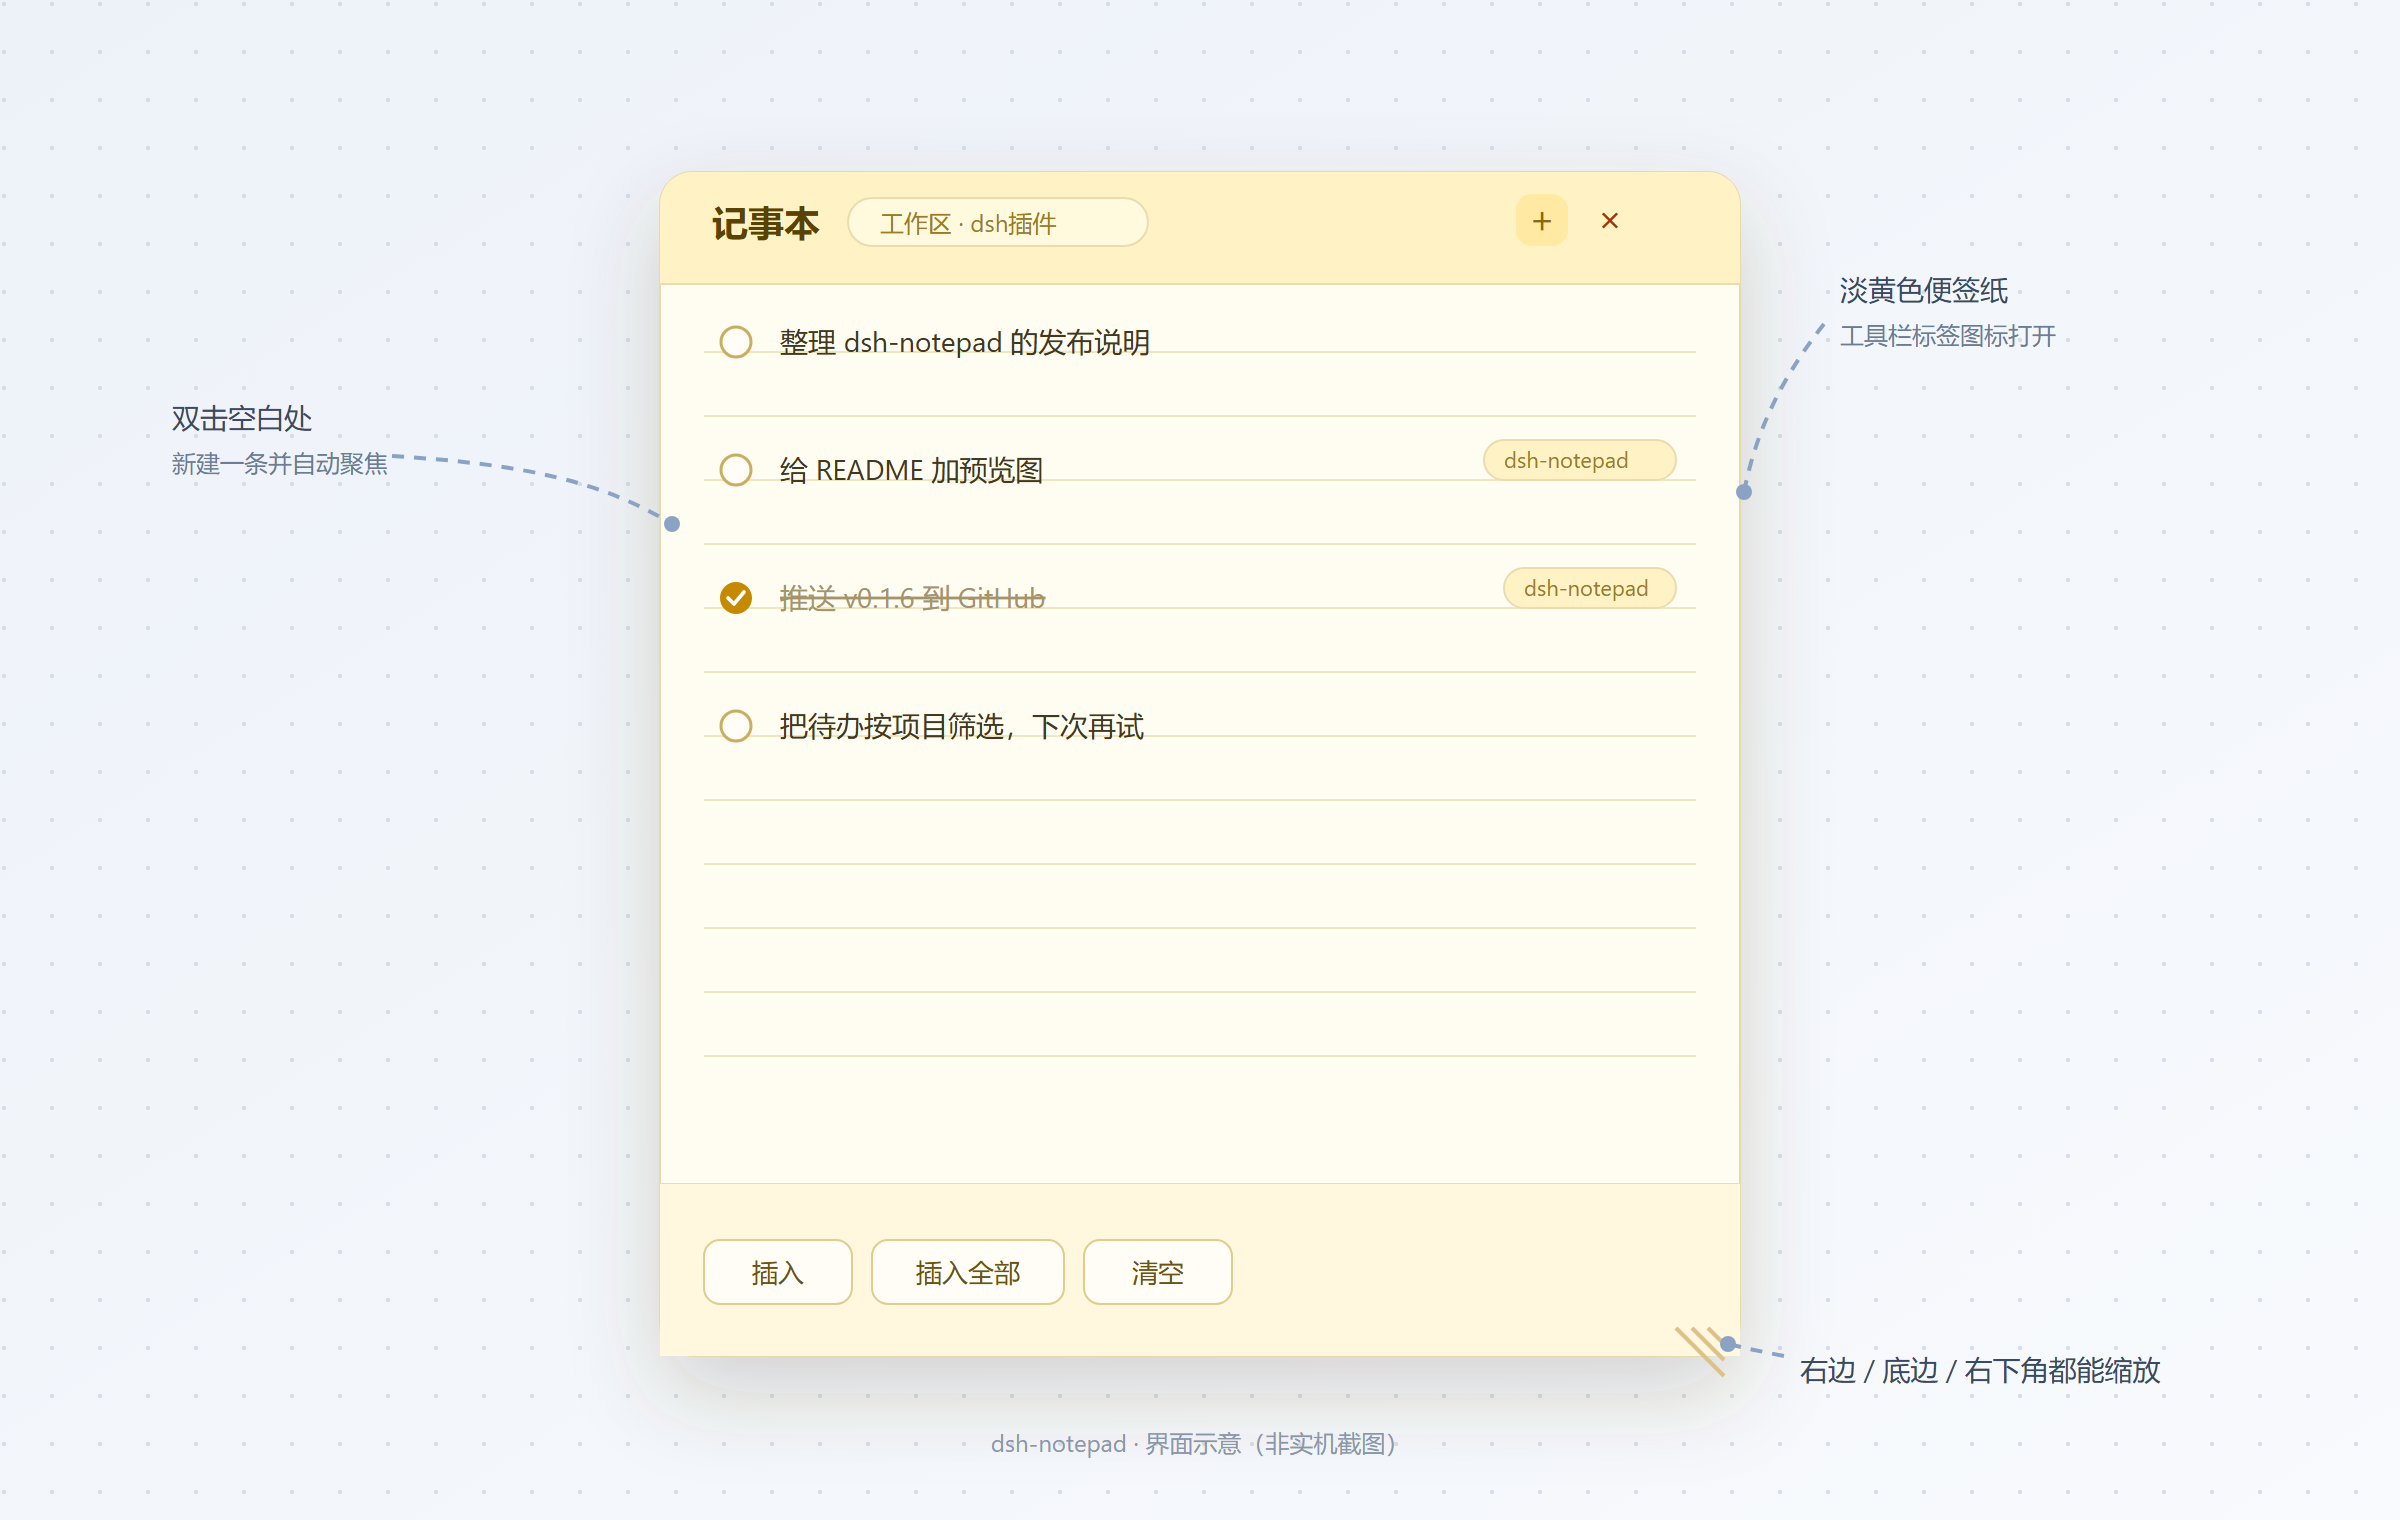 记事本
工作区 · dsh插件
+ ×
淡黄色便签纸
工具栏标签图标打开
双击空白处
新建一条并自动聚焦
整理 dsh-notepad 的发布说明
给 README 加预览图
dsh-notepad
推送 v0.1.6 到 GitHub
dsh-notepad
把待办按项目筛选，下次再试
插入
插入全部
清空
右边 / 底边 / 右下角都能缩放
dsh-notepad · 界面示意（非实机截图）